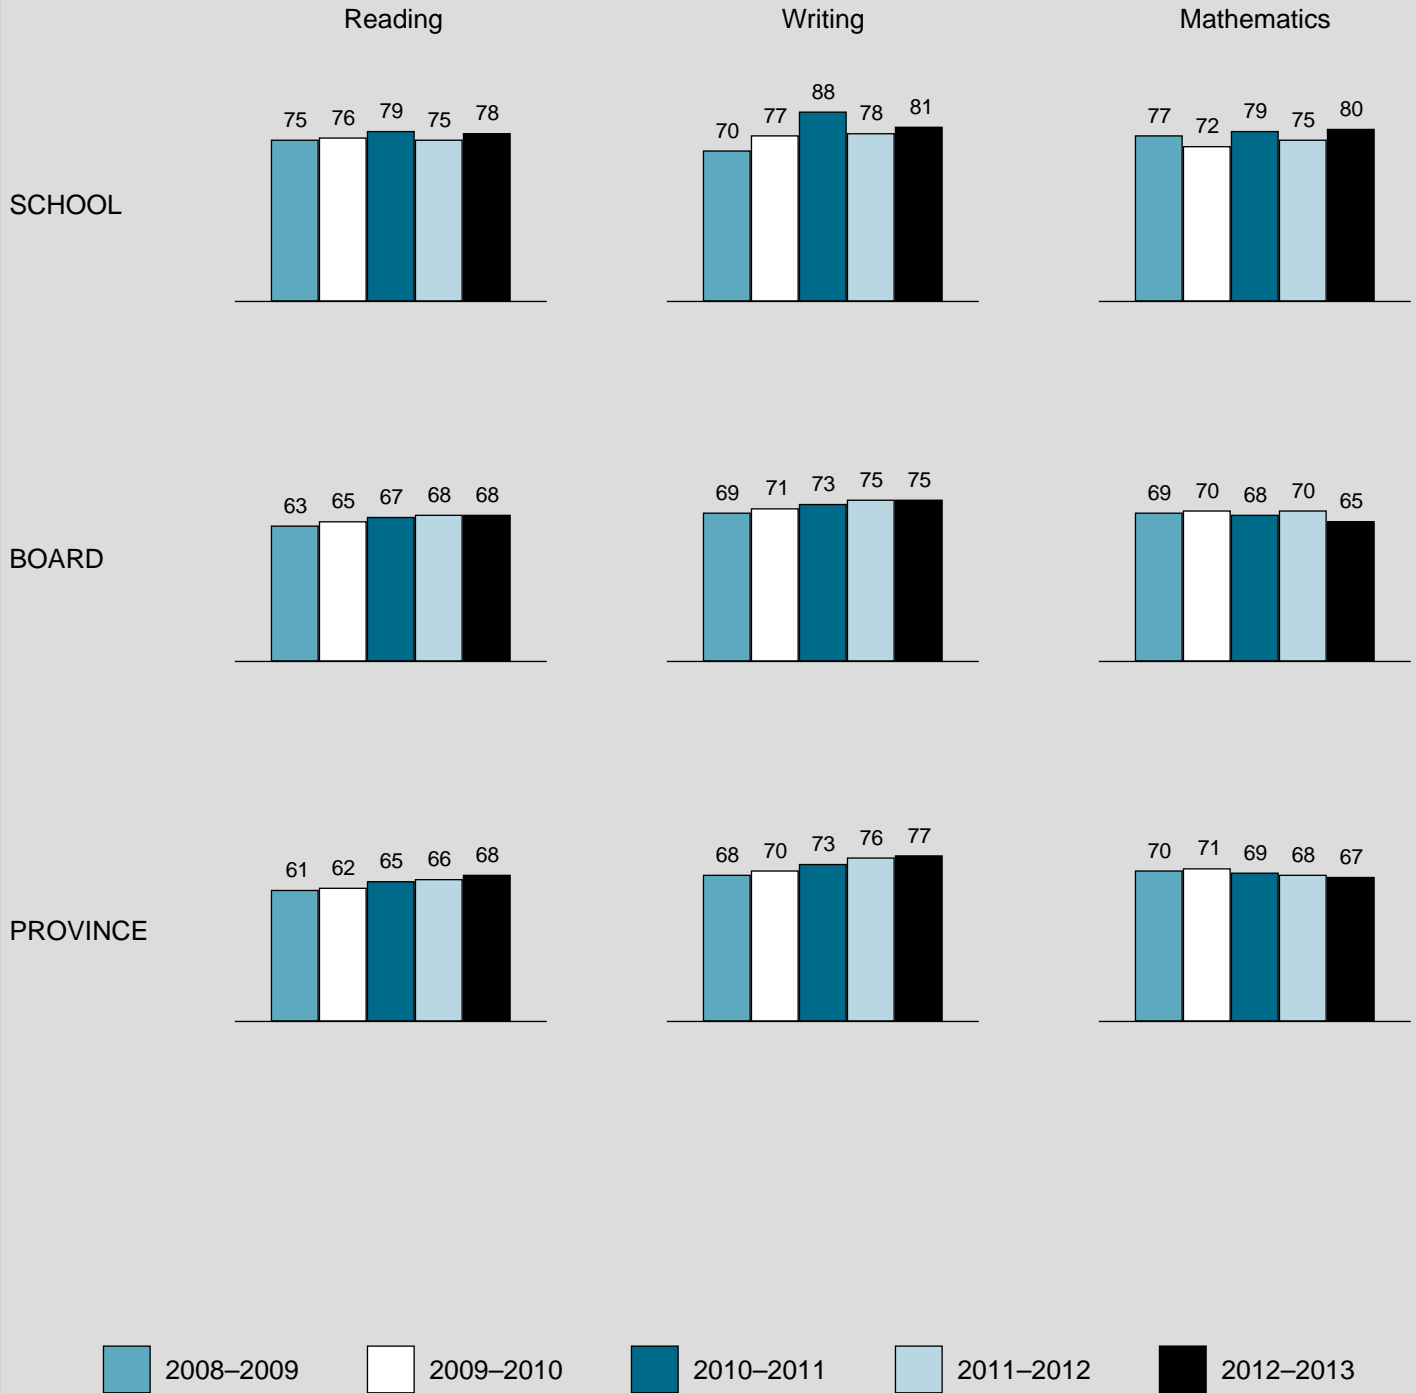 Reading Writing Mathematics
75 76 79 75 78
70 77 88 78 81
77 72 79 75 80
SCHOOL
63 65 67 68 68
69 71 73 75 75
69 70 68 70 65
BOARD
61 62 65 66 68
68 70 73 76 77
70 71 69 68 67
PROVINCE
2008–2009 2009–2010 2010–2011 2011–2012 2012–2013